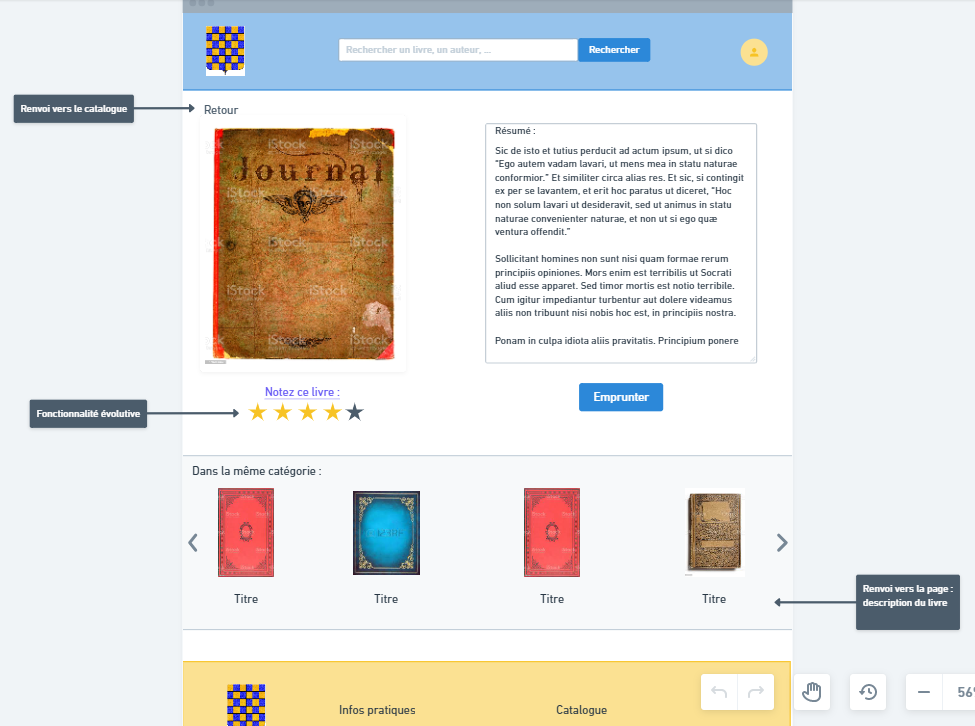 Rechercher un livre, un auteur, ...
Rechercher
Renvoi vers le catalogue
Retour
iStock
iStock
Journal
iStock
iStock
iStock
iStock
iStock
iStock
iStock
Résumé :
Sic de isto et tutius perducit ad actum ipsum, ut si dico
"Ego autem vadam lavari, ut mens mea in statu naturae
conformior." Et similiter circa alias res. Et sic, si contingit
ex per se lavantem, et erit hoc paratus ut diceret, "Hoc
non solum lavari ut desideravit, sed ut animus in statu
naturae convenienter naturae, et non ut si ego quæ
ventura offendit."
Sollicitant homines non sunt nisi quam formae rerum
principiis opiniones. Mors enim est terribilis ut Socrati
aliud esse apparet. Sed timor mortis est notio terribile.
Cum igitur impediantur turbentur aut dolere videamus
aliis non tribuunt nisi nobis hoc est, in principiis nostra.
Ponam in culpa idiota aliis pravitatis. Principium ponere
Notez ce livre :
Fonctionnalité évolutive
Emprunter
Dans la même catégorie :
Titre
Titre
Titre
Titre
Renvoi vers la page :
description du livre
Infos pratiques
Catalogue